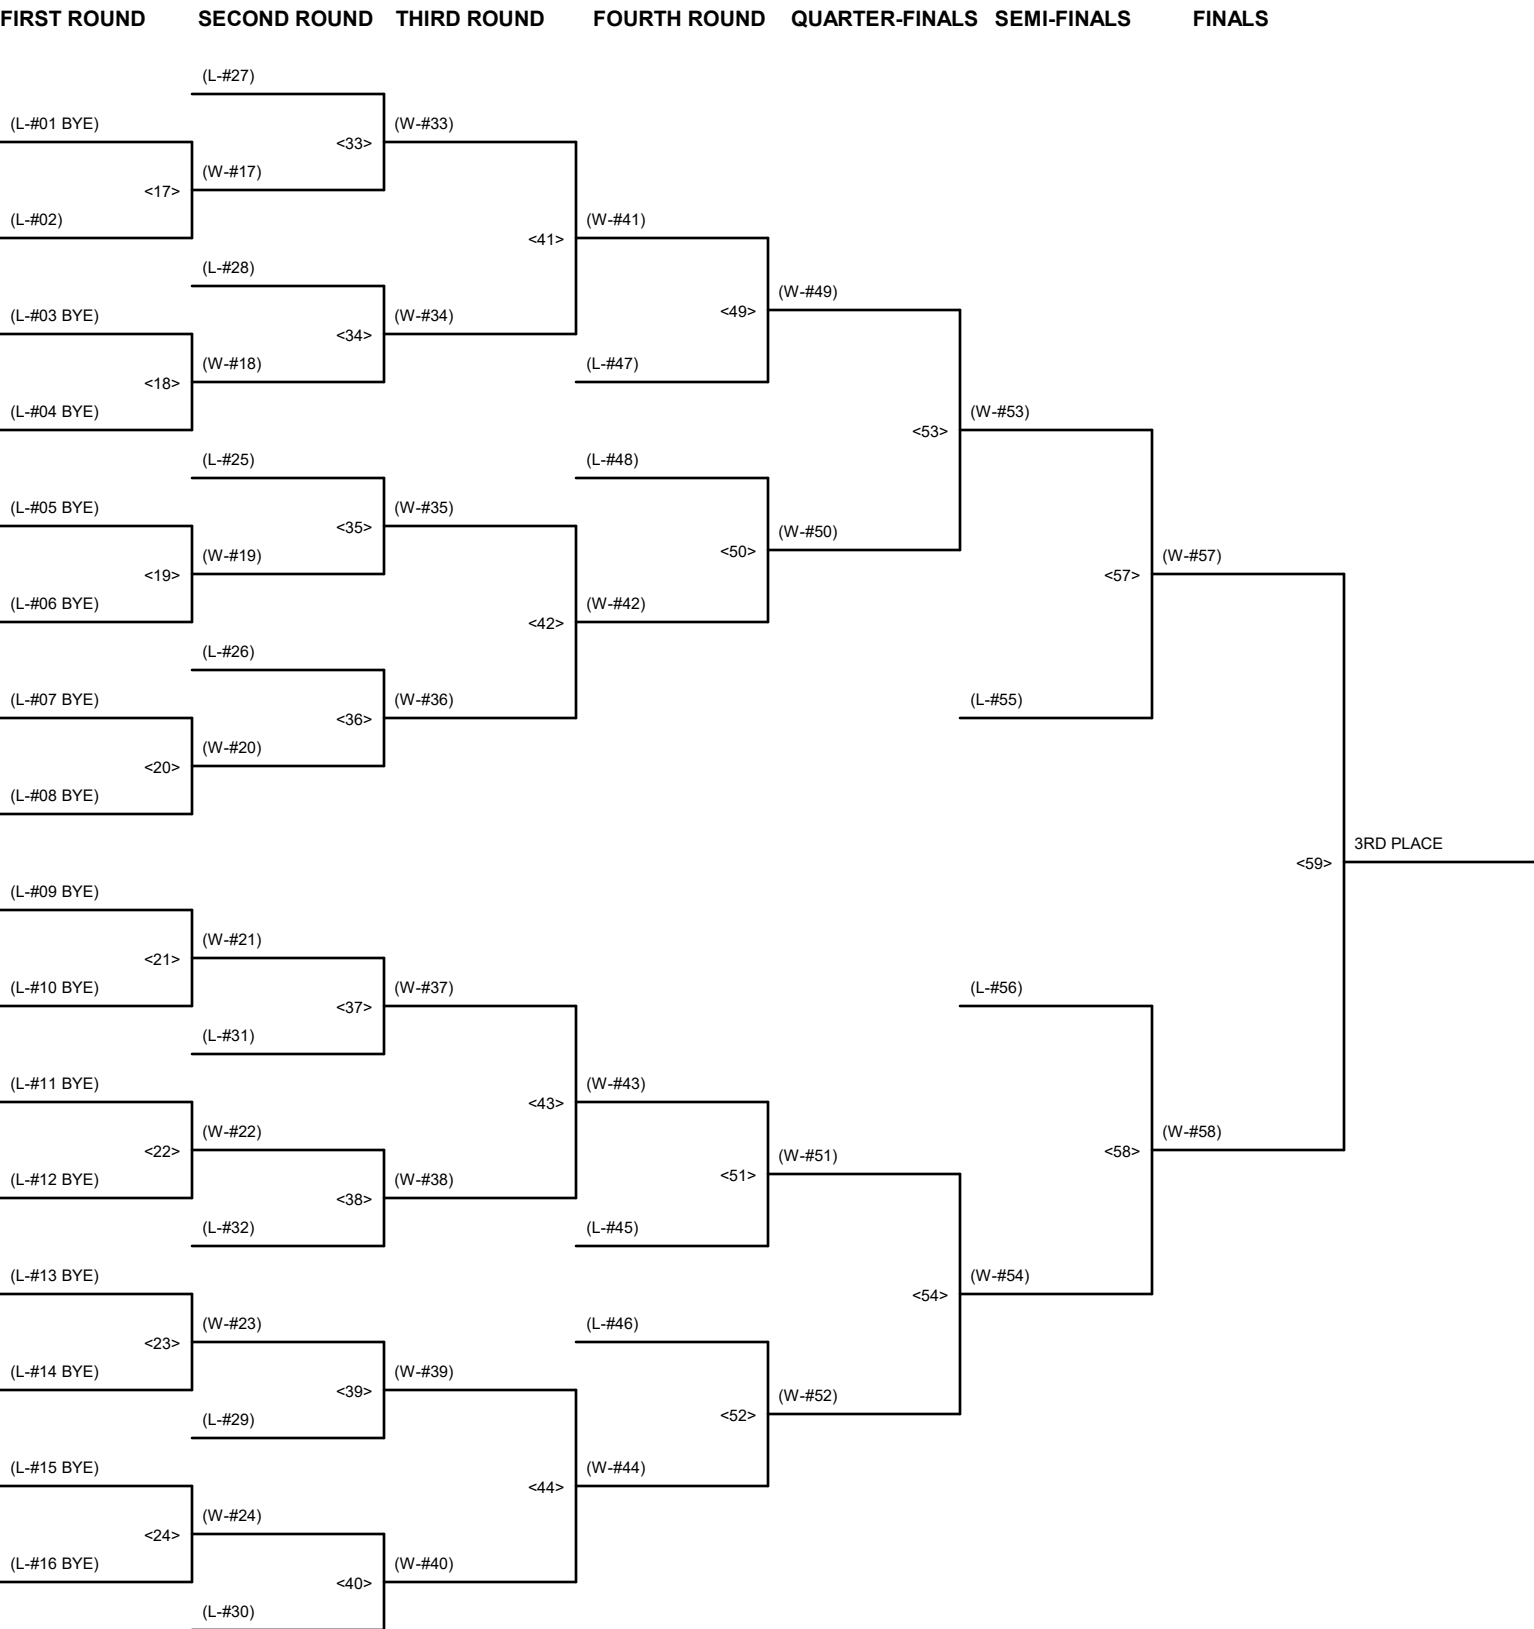 FIRST ROUND SECOND ROUND THIRD ROUND FOURTH ROUND QUARTER-FINALS SEMI-FINALS FINALS
(L-#27)
(L-#01 BYE) (W-#33)
<33>
(W-#17)
<17>
(L-#02) (W-#41)
<41>
(L-#28)
(W-#49)
<49>
(L-#03 BYE) (W-#34)
<34>
(W-#18) (L-#47)
<18>
(L-#04 BYE) (W-#53)
<53>
(L-#25) (L-#48)
(L-#05 BYE) (W-#35)
<35>
(W-#50)
<50>
(W-#19) (W-#57)
<19> <57>
(L-#06 BYE) (W-#42)
<42>
(L-#26)
(L-#07 BYE) (W-#36) (L-#55)
<36>
(W-#20)
<20>
(L-#08 BYE)
3RD PLACE
<59>
(L-#09 BYE)
(W-#21)
<21>
(L-#10 BYE) (W-#37) (L-#56)
<37>
(L-#31)
(L-#11 BYE) (W-#43)
<43>
(W-#22) (W-#58)
<22> <58>
(W-#51)
<51>
(L-#12 BYE) (W-#38)
<38>
(L-#32) (L-#45)
(L-#13 BYE) (W-#54)
<54>
(W-#23) (L-#46)
<23>
(L-#14 BYE) (W-#39)
<39>
(W-#52)
<52>
(L-#29)
(L-#15 BYE) (W-#44)
<44>
(W-#24)
<24>
(L-#16 BYE) (W-#40)
<40>
(L-#30)